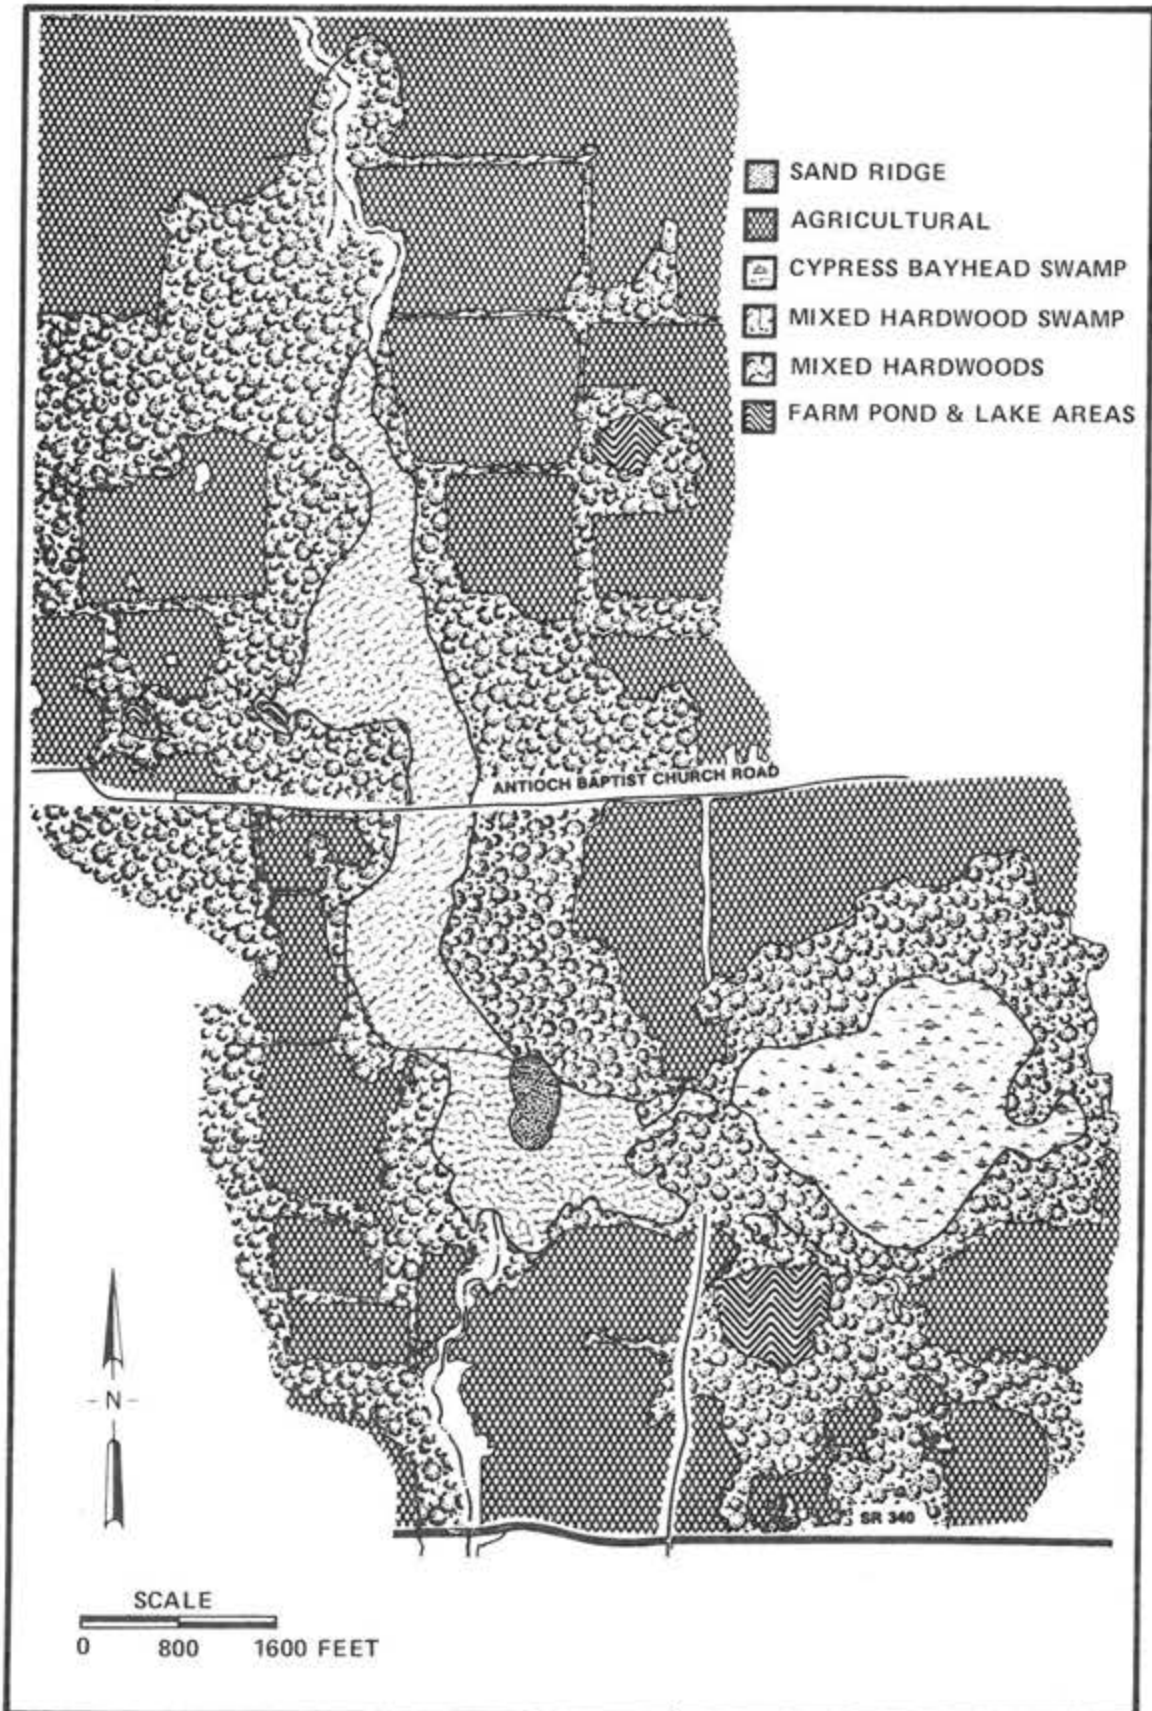 SAND RIDGE
AGRICULTURAL
CYPRESS BAYHEAD SWAMP
MIXED HARDWOOD SWAMP
MIXED HARDWOODS
FARM POND & LAKE AREAS
ANTIOCH BAPTIST CHURCH ROAD
N
SR 340
SCALE
0 800 1600 FEET